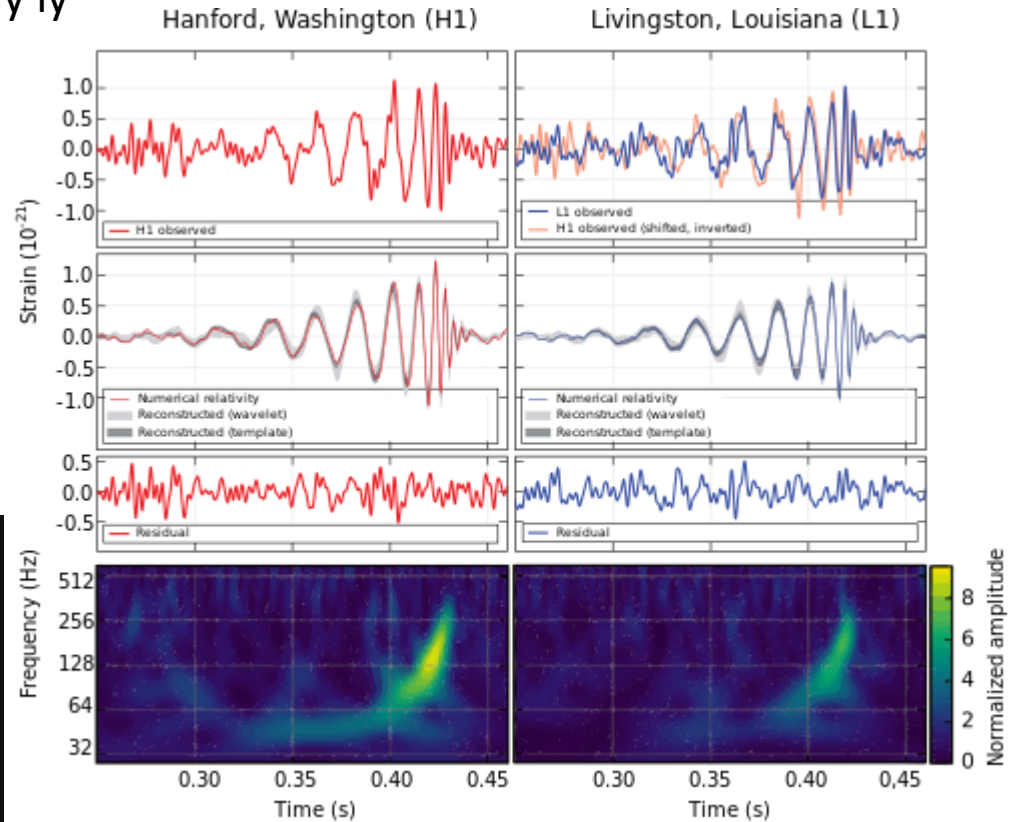 y ly
Hanford, Washington (H1)
Livingston, Louisiana (L1)
Strain (10⁻²¹)
1.0
0.5
0.0
-0.5
-1.0
H1 observed
L1 observed
H1 observed (shifted, inverted)
1.0
0.5
0.0
-0.5
-1.0
Numerical relativity
Reconstructed (wavelet)
Reconstructed (template)
Numerical relativity
Reconstructed (wavelet)
Reconstructed (template)
0.5
0.0
-0.5
Residual
Residual
Frequency (Hz)
512
256
128
64
32
Normalized amplitude
8
6
4
2
0
0.30 0.35 0.40 0.45
0.30 0.35 0.40 0,45
Time (s)
Time (s)